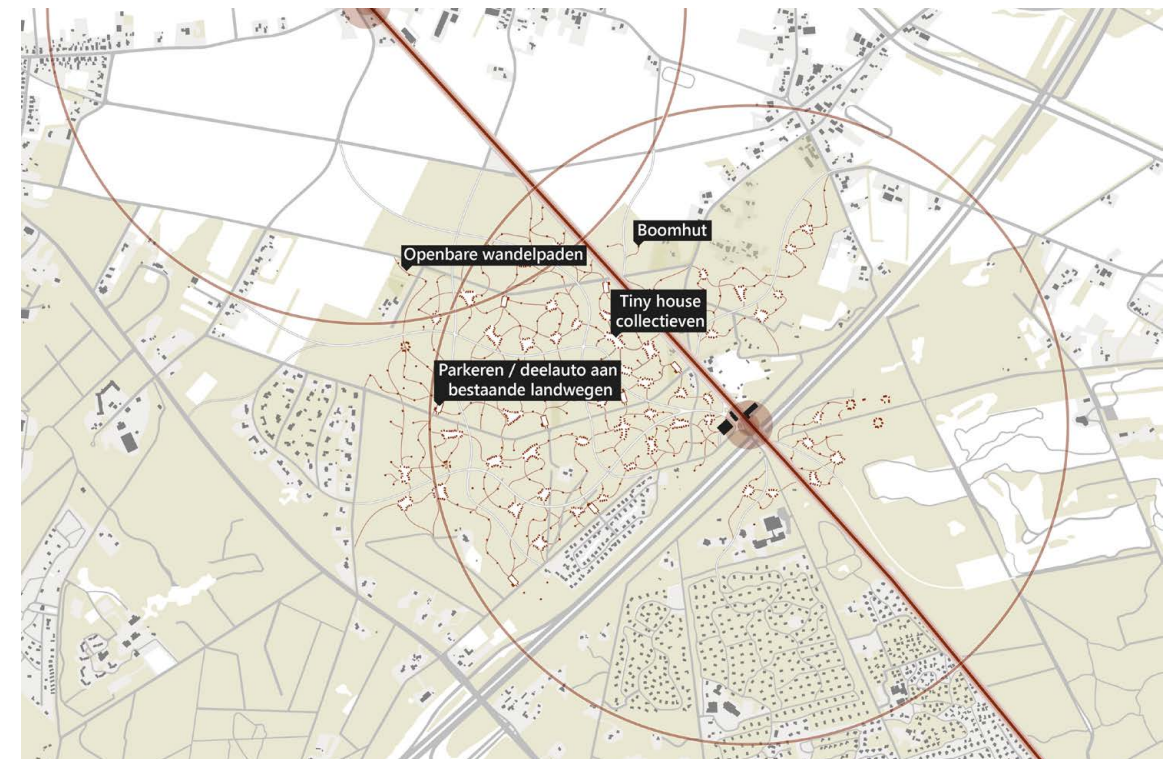 Boomhut
Openbare wandelpaden
Tiny house
collectieven
Parkeren / deelauto aan
bestaande landwegen